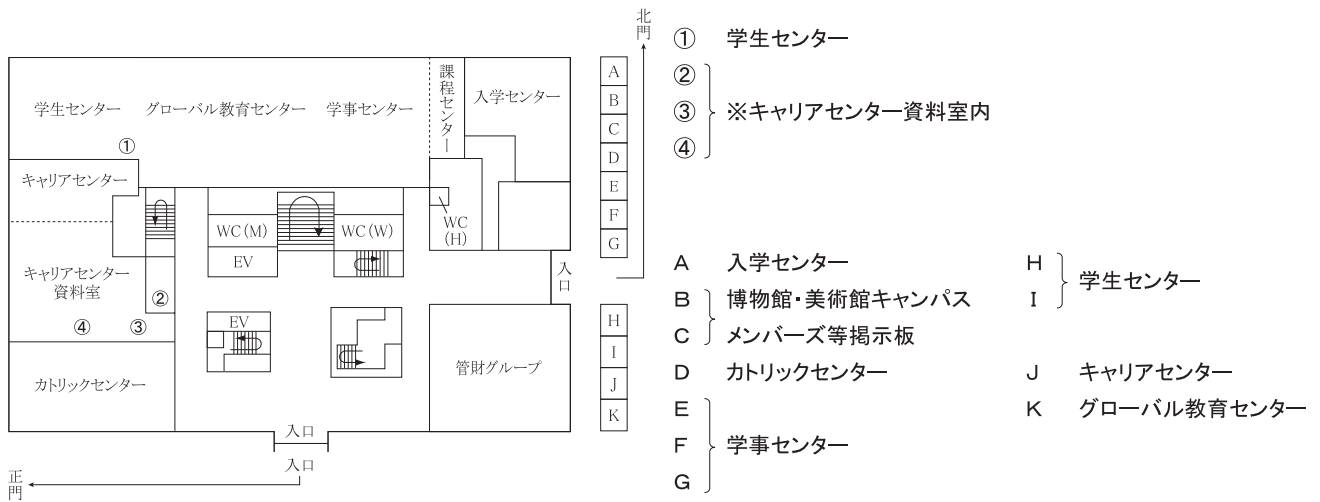 北門
学生センター
グローバル教育センター
学事センター
課程センター
入学センター
①
キャリアセンター
WC(M)
WC(W)
WC
(H)
EV
キャリアセンター
資料室
②
③
④
EV
カトリックセンター
管財グループ
入口
入口
入口
正門
A
B
C
D
E
F
G
H
I
J
K
① 学生センター
②
③ ※キャリアセンター資料室内
④
A 入学センター
B 博物館・美術館キャンパス
C メンバーズ等掲示板
D カトリックセンター
E
F 学事センター
G
H 学生センター
I
J キャリアセンター
K グローバル教育センター